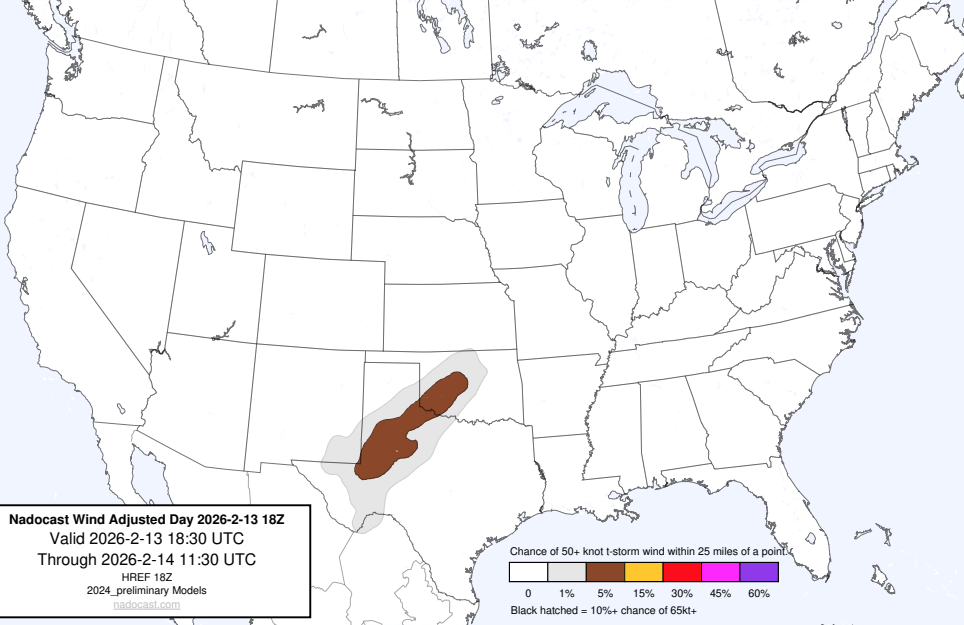 Nadocast Wind Adjusted Day 2026-2-13 18Z
Valid 2026-2-13 18:30 UTC
Through 2026-2-14 11:30 UTC
HREF 18Z
2024_preliminary Models
nadocast.com
Chance of 50+ knot t-storm wind within 25 miles of a point.
0 1% 5% 15% 30% 45% 60%
Black hatched = 10%+ chance of 65kt+